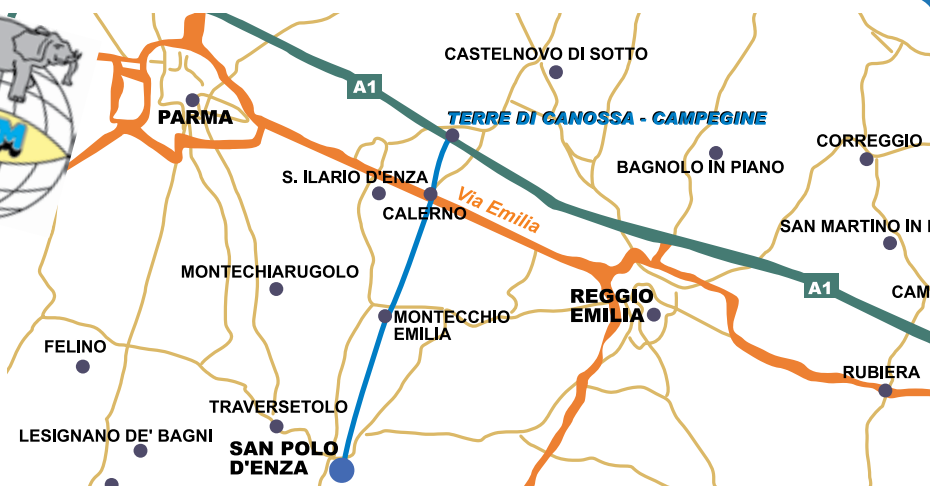 CASTELNOVO DI SOTTO
A1
PARMA
TERRE DI CANOSSA - CAMPEGINE
CORREGGIO
BAGNOLO IN PIANO
S. ILARIO D'ENZA
Via Emilia
CALERNO
SAN MARTINO IN
MONTECHIARUGOLO
A1
REGGIO
EMILIA
CAM
MONTECCHIO
EMILIA
FELINO
RUBIERA
TRAVERSETOLO
LESIGNANO DE' BAGNI
SAN POLO
D'ENZA